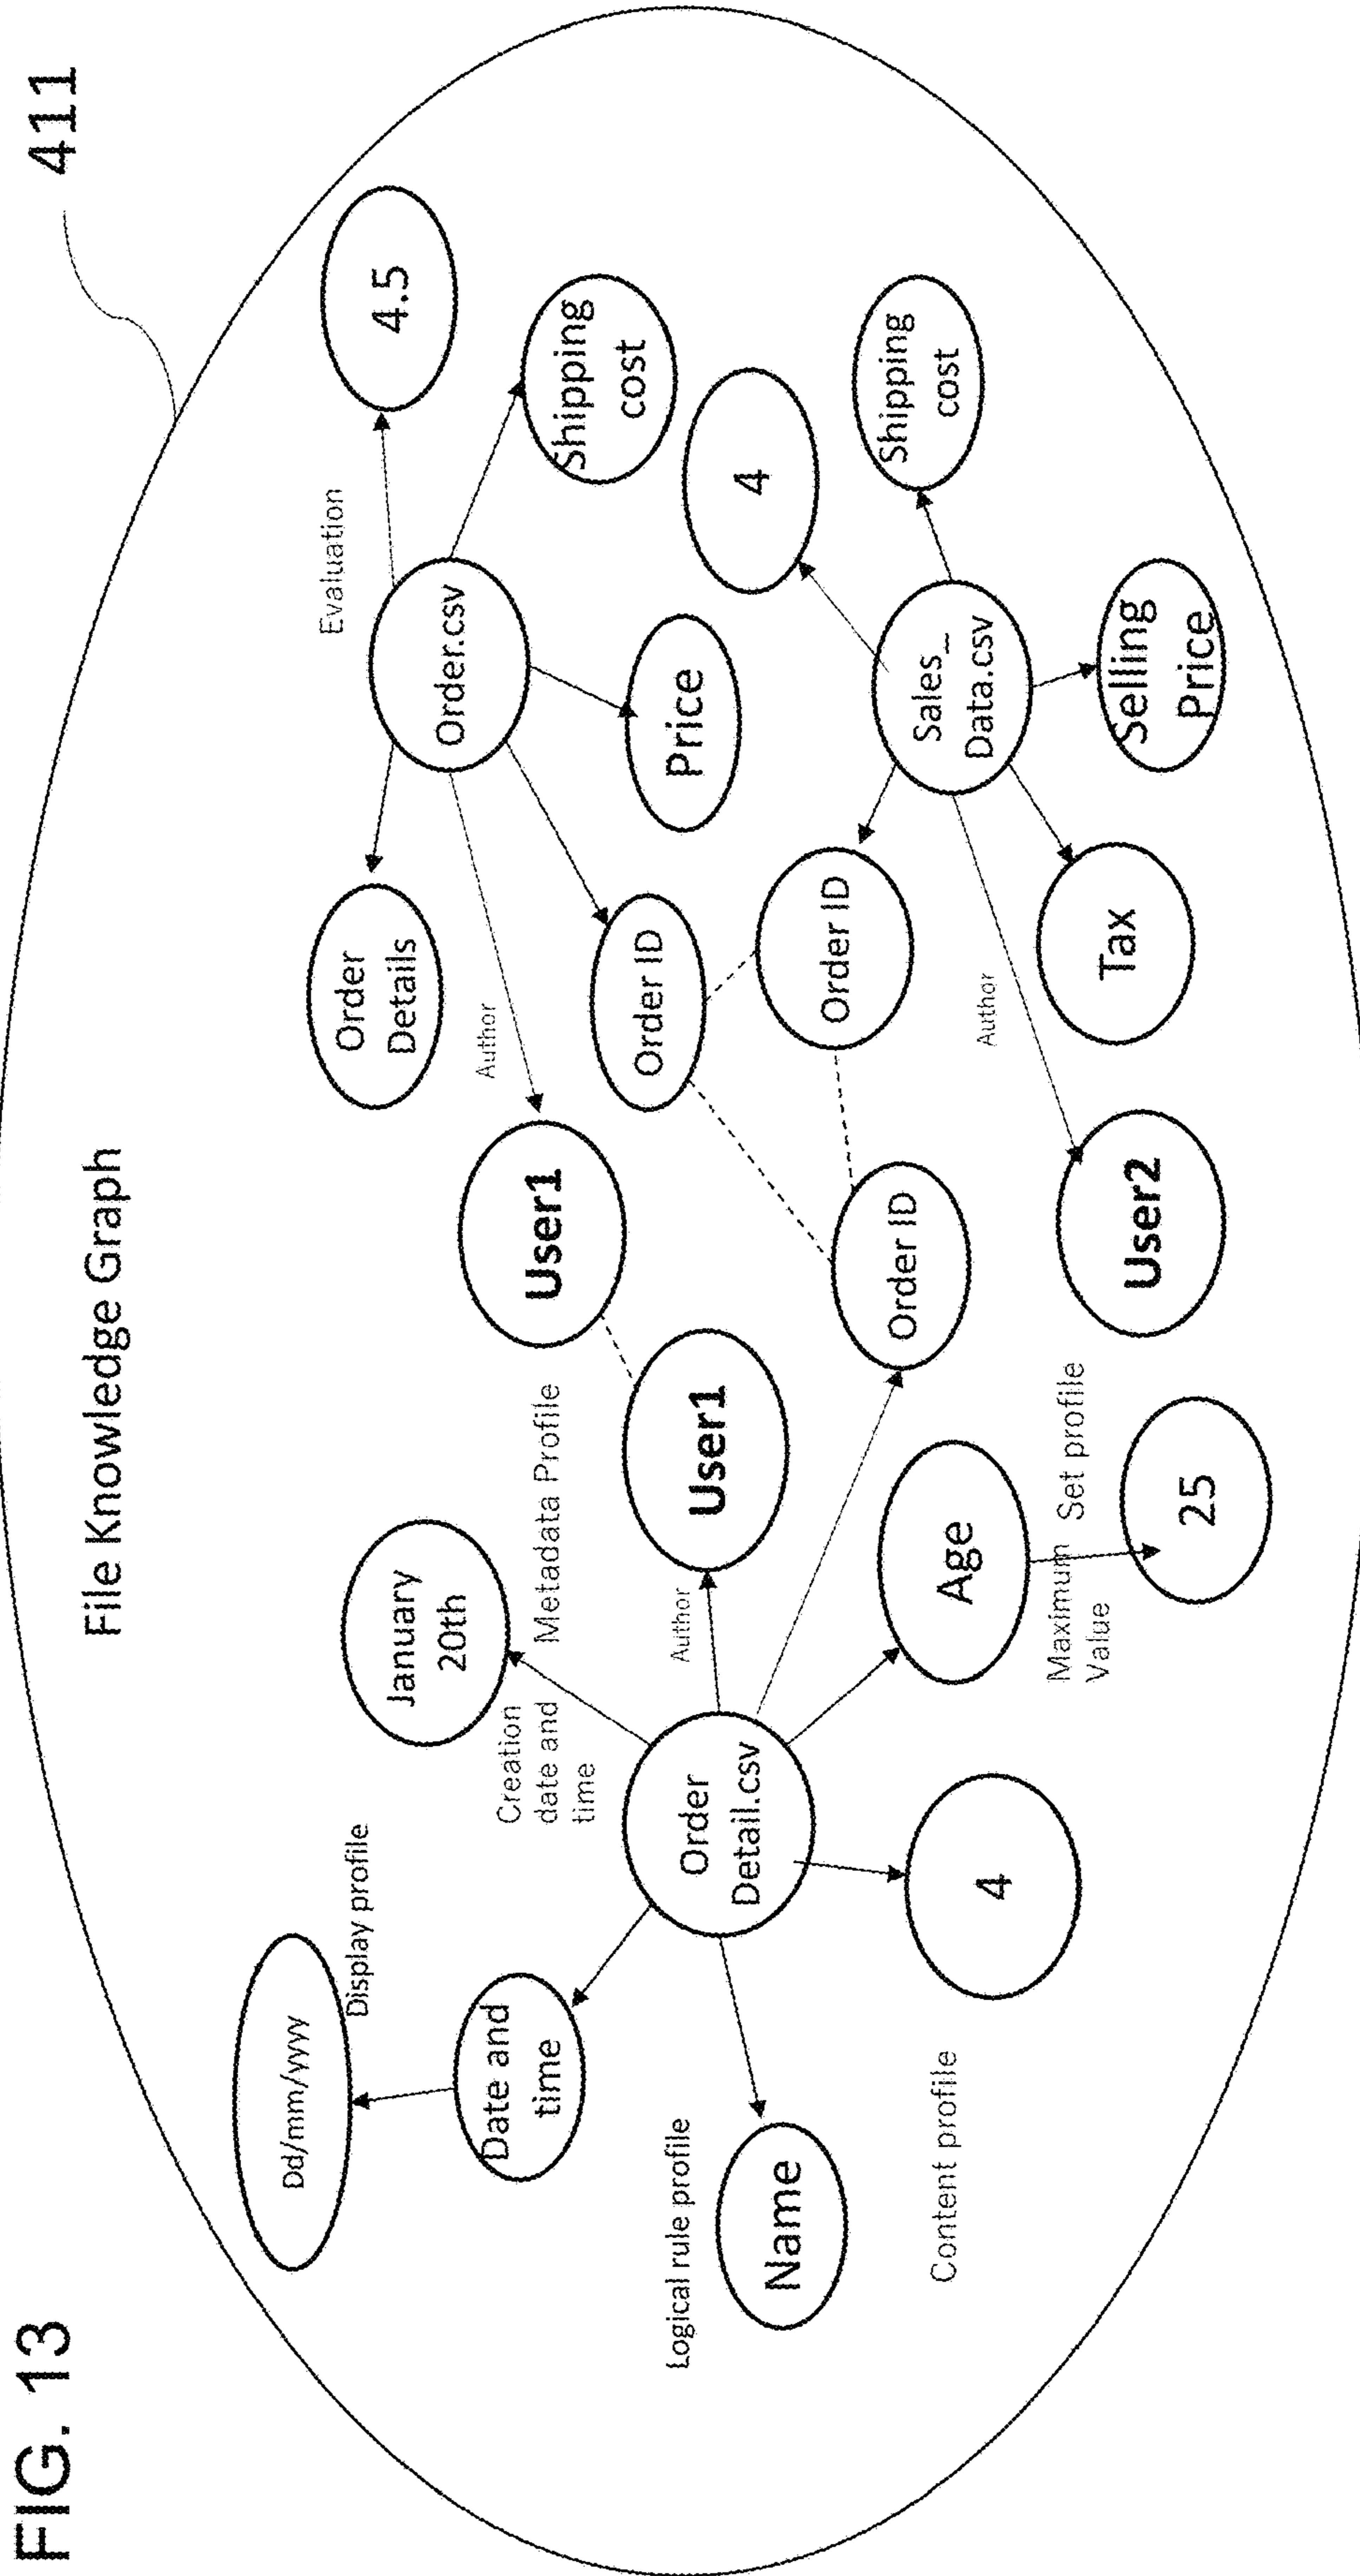 FIG. 13
File Knowledge Graph
411
Dd/mm/yyyy
Display profile
January
20th
Order
Details
Evaluation
4.5
Date and
time
Creation
date and
time
Metadata Profile
User1
Author
Order.csv
Shipping
cost
Logical rule profile
Name
Order
Detail.csv
Author
User1
Order ID
Price
4
Content profile
4
Age
Order ID
Order ID
Sales_
Data.csv
Shipping
cost
Maximum
Value
Set profile
25
User2
Author
Tax
Selling
Price